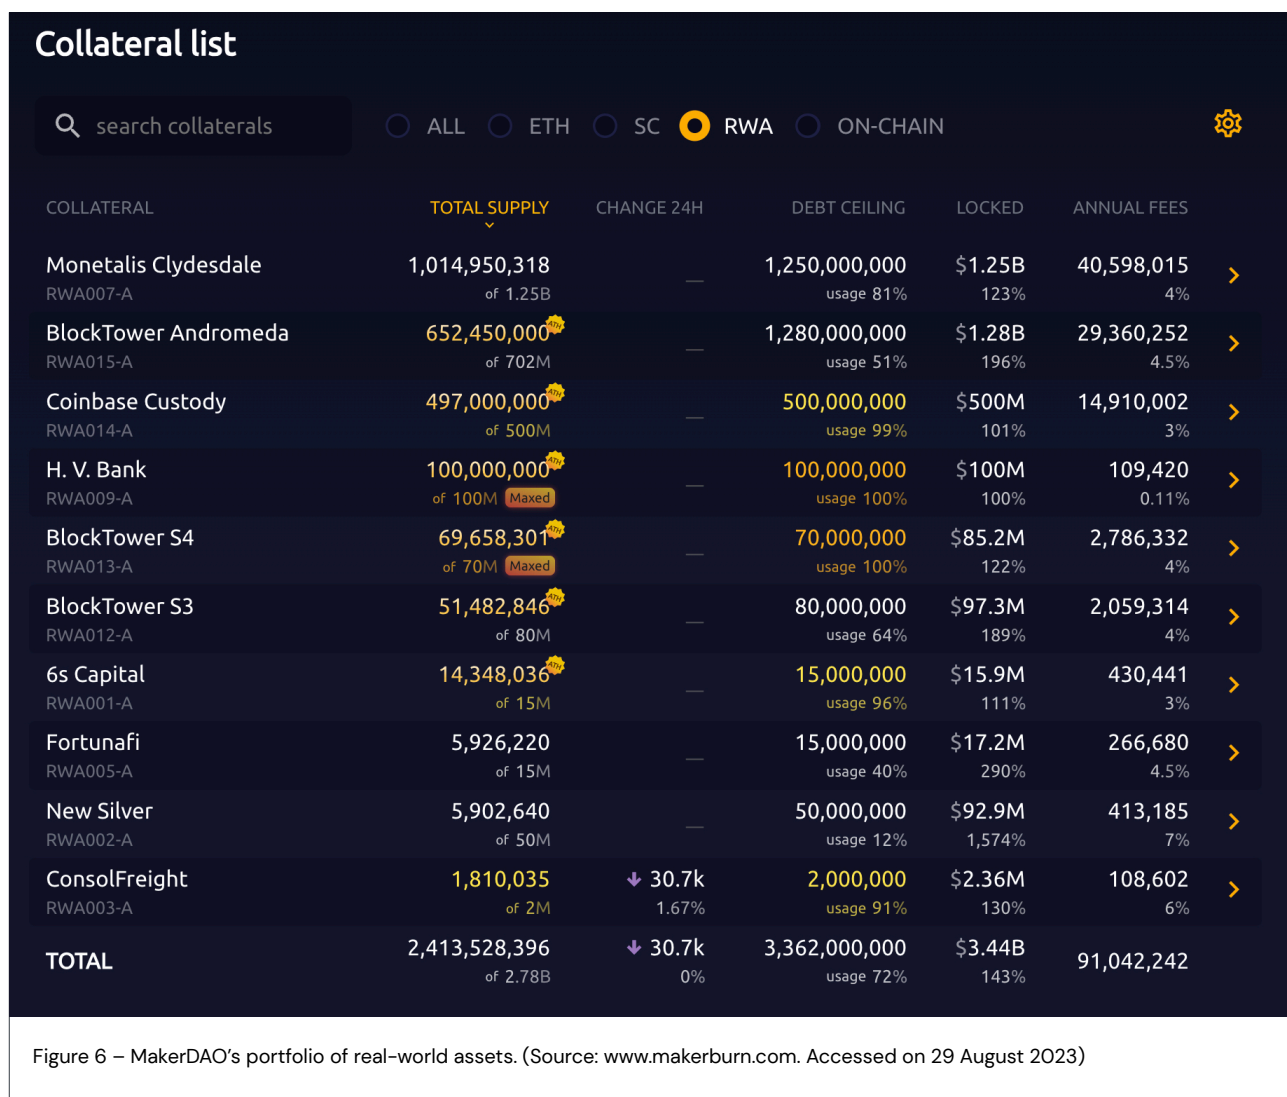 Collateral list
search collaterals ALL ETH SC RWA ON-CHAIN
COLLATERAL TOTAL SUPPLY CHANGE 24H DEBT CEILING LOCKED ANNUAL FEES
Monetalis Clydesdale 1,014,950,318 — 1,250,000,000 $1.25B 40,598,015
RWA007-A of 1.25B usage 81% 123% 4%
BlockTower Andromeda 652,450,000 ATH — 1,280,000,000 $1.28B 29,360,252
RWA015-A of 702M usage 51% 196% 4.5%
Coinbase Custody 497,000,000 ATH — 500,000,000 $500M 14,910,002
RWA014-A of 500M usage 99% 101% 3%
H. V. Bank 100,000,000 ATH — 100,000,000 $100M 109,420
RWA009-A of 100M Maxed usage 100% 100% 0.11%
BlockTower S4 69,658,301 ATH — 70,000,000 $85.2M 2,786,332
RWA013-A of 70M Maxed usage 100% 122% 4%
BlockTower S3 51,482,846 ATH — 80,000,000 $97.3M 2,059,314
RWA012-A of 80M usage 64% 189% 4%
6s Capital 14,348,036 ATH — 15,000,000 $15.9M 430,441
RWA001-A of 15M usage 96% 111% 3%
Fortunafi 5,926,220 — 15,000,000 $17.2M 266,680
RWA005-A of 15M usage 40% 290% 4.5%
New Silver 5,902,640 — 50,000,000 $92.9M 413,185
RWA002-A of 50M usage 12% 1,574% 7%
ConsolFreight 1,810,035 30.7k 2,000,000 $2.36M 108,602
RWA003-A of 2M 1.67% usage 91% 130% 6%
TOTAL 2,413,528,396 30.7k 3,362,000,000 $3.44B 91,042,242
of 2.78B 0% usage 72% 143%
Figure 6 – MakerDAO’s portfolio of real-world assets. (Source: www.makerburn.com. Accessed on 29 August 2023)